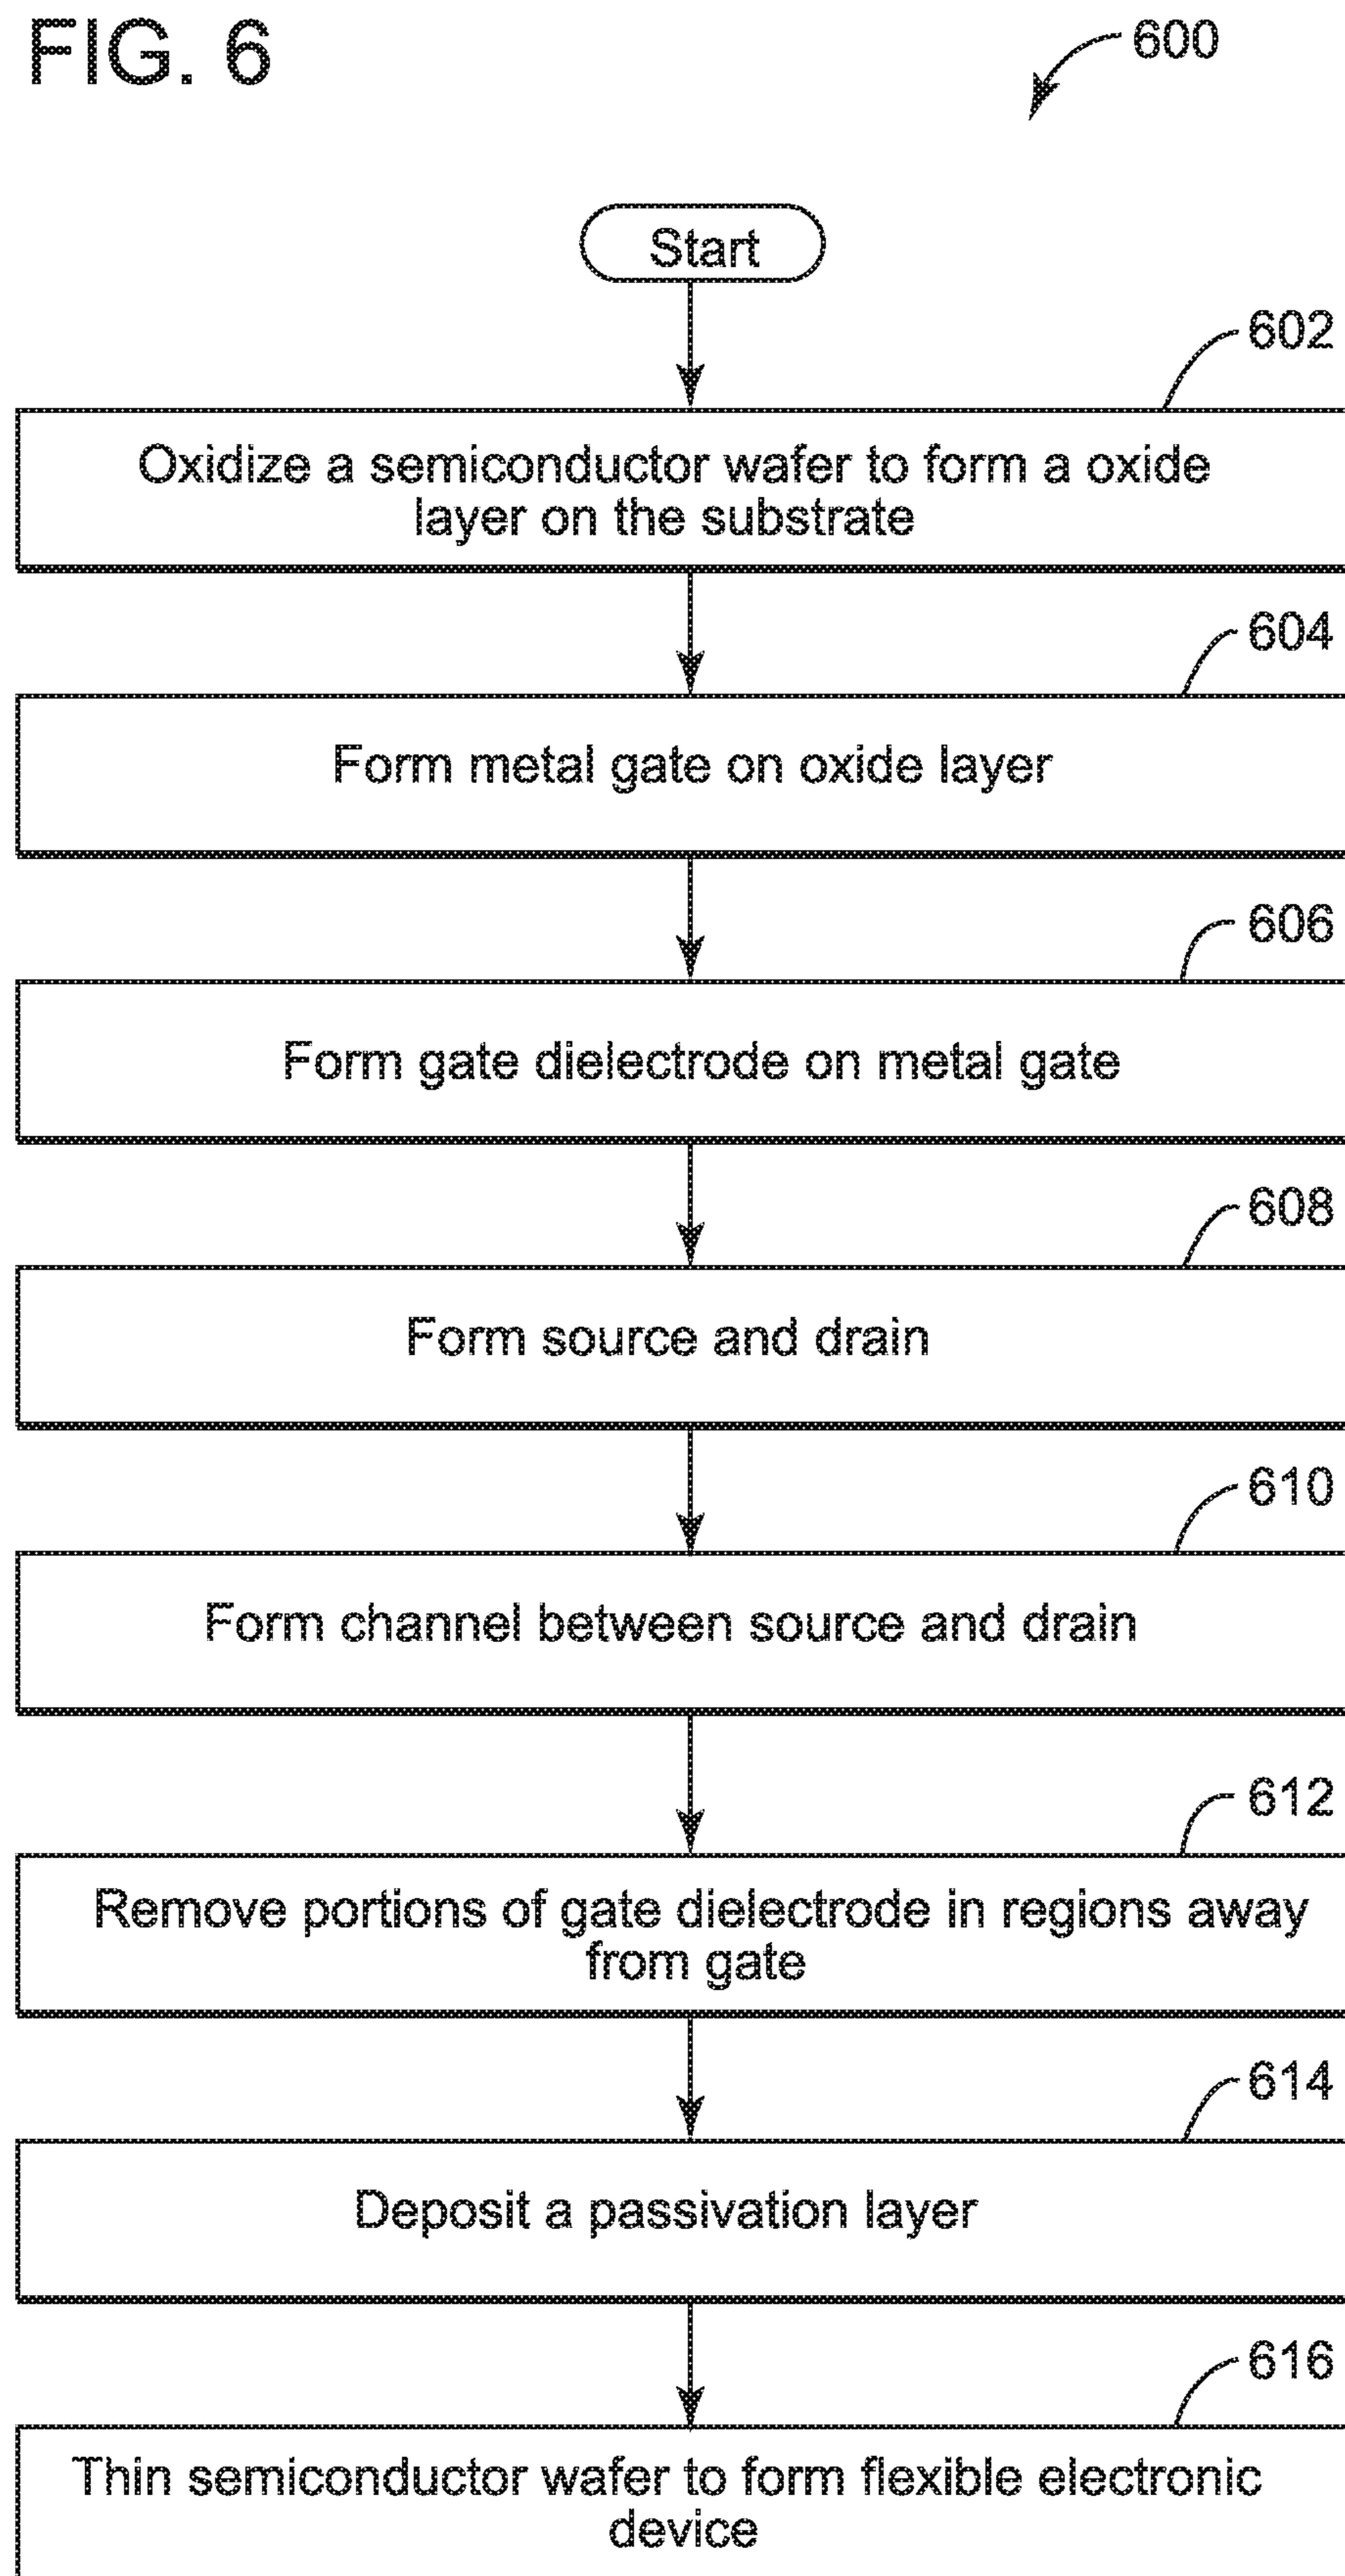 FIG. 6
600
Start
602
Oxidize a semiconductor wafer to form a oxide
layer on the substrate
604
Form metal gate on oxide layer
606
Form gate dielectrode on metal gate
608
Form source and drain
610
Form channel between source and drain
612
Remove portions of gate dielectrode in regions away
from gate
614
Deposit a passivation layer
616
Thin semiconductor wafer to form flexible electronic
device